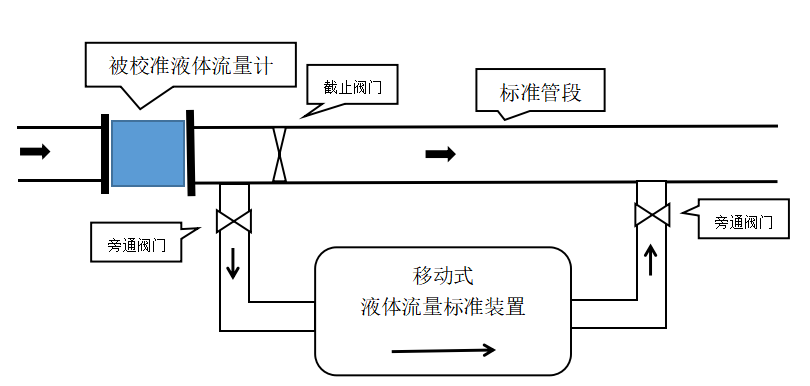 被校准液体流量计
截止阀门
标准管段
旁通阀门
旁通阀门
移动式
液体流量标准装置